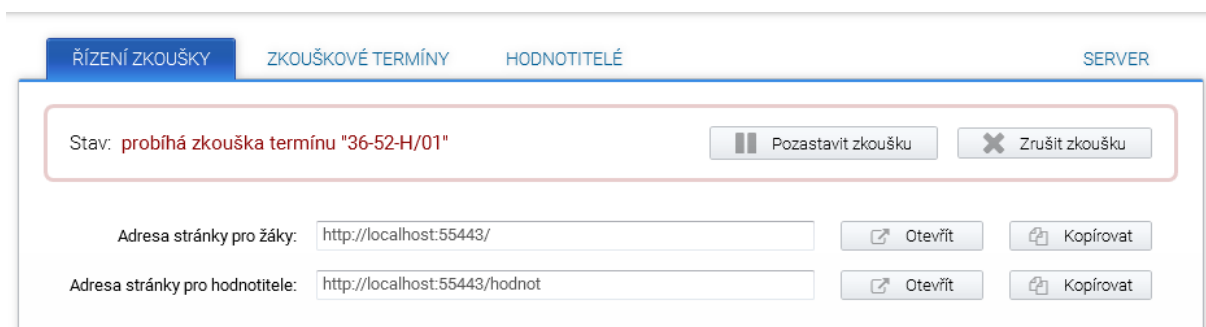 ŘÍZENÍ ZKOUŠKY ZKOUŠKOVÉ TERMÍNY HODNOTITELÉ SERVER
Stav: probíhá zkouška termínu "36-52-H/01" Pozastavit zkoušku Zrušit zkoušku
Adresa stránky pro žáky: http://localhost:55443/ Otevřít Kopírovat
Adresa stránky pro hodnotitele: http://localhost:55443/hodnot Otevřít Kopírovat